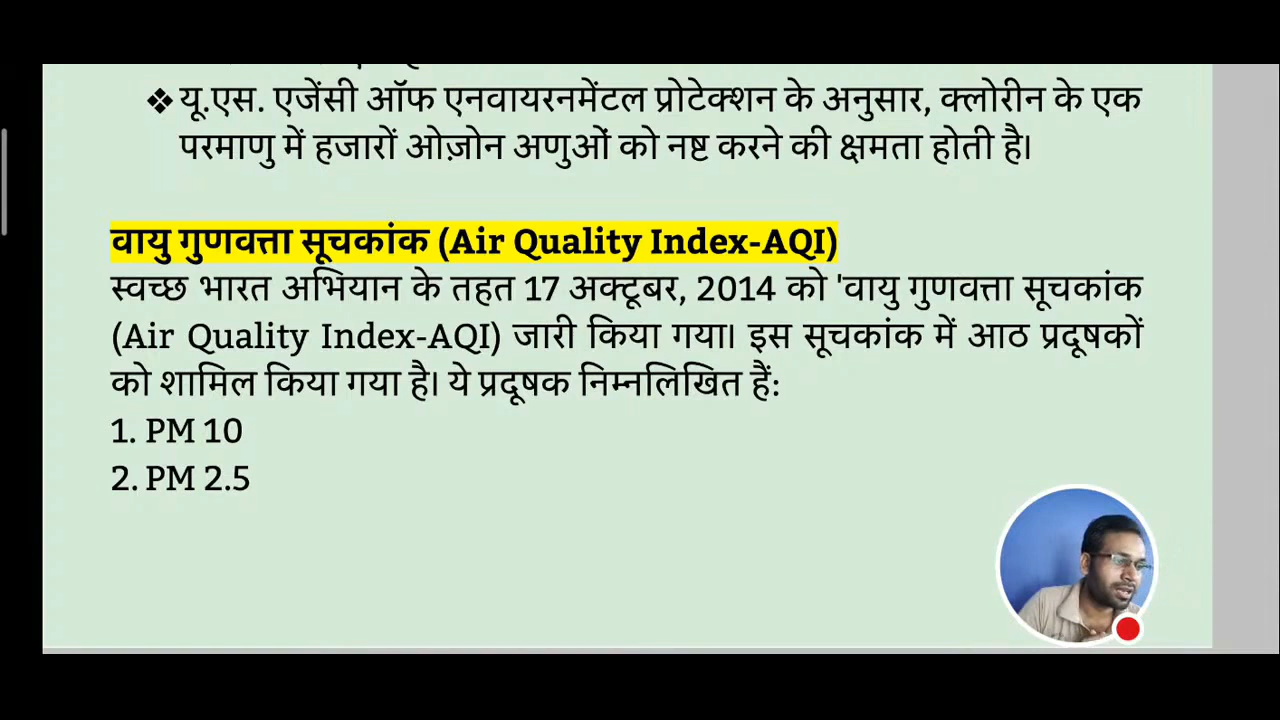 ❖ यू.एस. एजेंसी ऑफ एनवायरनमेंटल प्रोटेक्शन के अनुसार, क्लोरीन के एक
परमाणु में हजारों ओज़ोन अणुओं को नष्ट करने की क्षमता होती है।
वायु गुणवत्ता सूचकांक (Air Quality Index-AQI)
स्वच्छ भारत अभियान के तहत 17 अक्टूबर, 2014 को 'वायु गुणवत्ता सूचकांक
(Air Quality Index-AQI) जारी किया गया। इस सूचकांक में आठ प्रदूषकों
को शामिल किया गया है। ये प्रदूषक निम्नलिखित हैं:
1. PM 10
2. PM 2.5